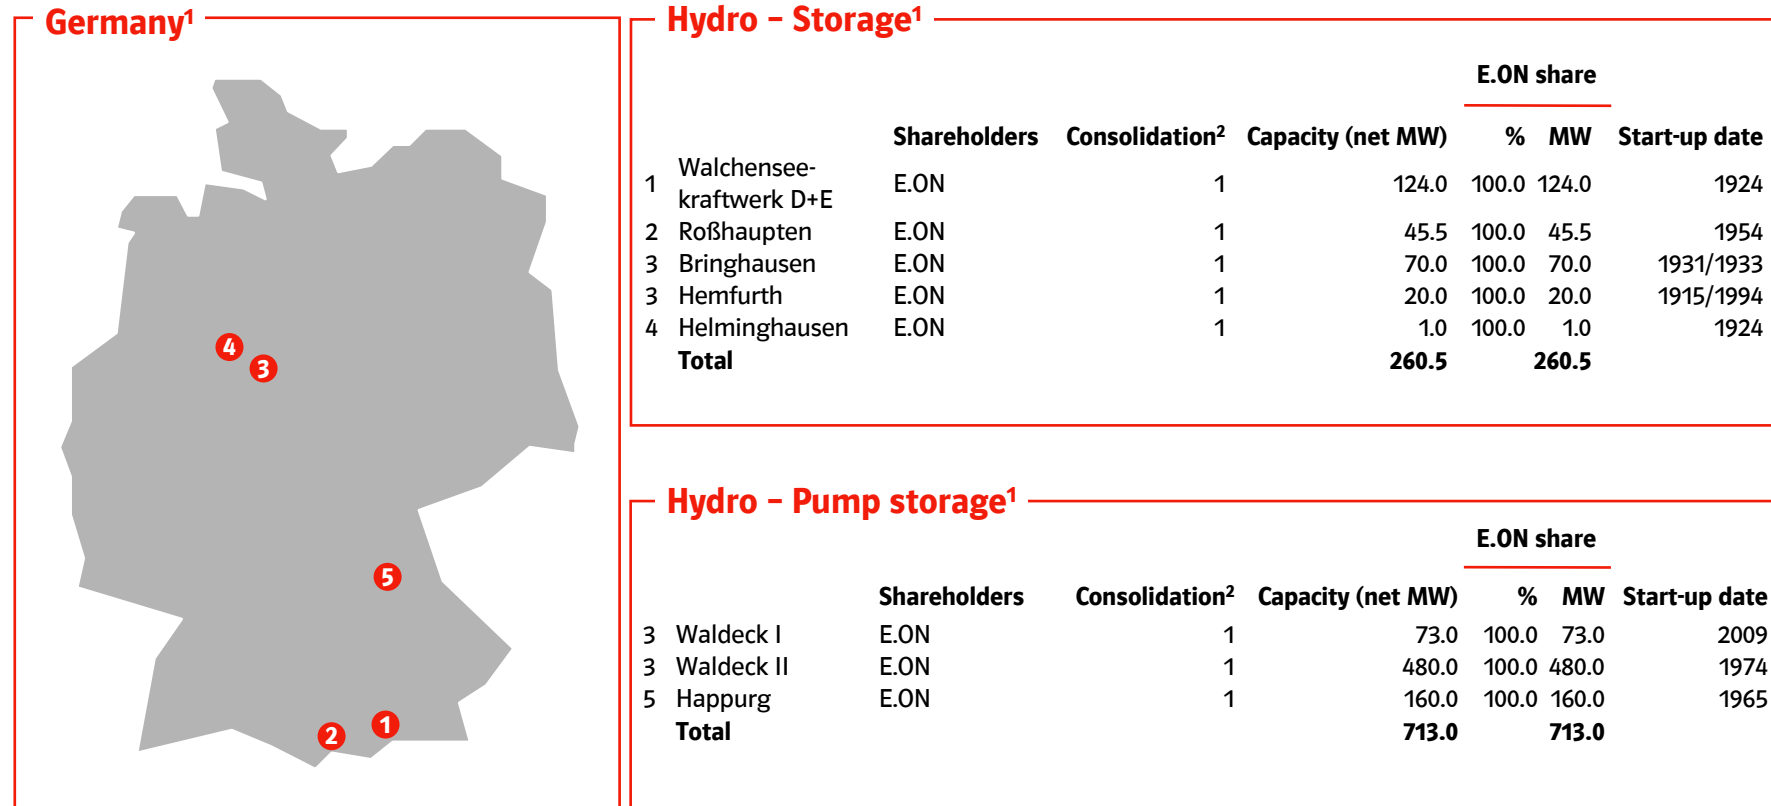 Germany¹
4
3
5
1
2
Hydro – Storage¹
E.ON share
Shareholders Consolidation² Capacity (net MW) % MW Start-up date
1 Walchensee-
kraftwerk D+E E.ON 1 124.0 100.0 124.0 1924
2 Roßhaupten E.ON 1 45.5 100.0 45.5 1954
3 Bringhausen E.ON 1 70.0 100.0 70.0 1931/1933
3 Hemfurth E.ON 1 20.0 100.0 20.0 1915/1994
4 Helminghausen E.ON 1 1.0 100.0 1.0 1924
Total 260.5 260.5
Hydro – Pump storage¹
E.ON share
Shareholders Consolidation² Capacity (net MW) % MW Start-up date
3 Waldeck I E.ON 1 73.0 100.0 73.0 2009
3 Waldeck II E.ON 1 480.0 100.0 480.0 1974
5 Happurg E.ON 1 160.0 100.0 160.0 1965
Total 713.0 713.0